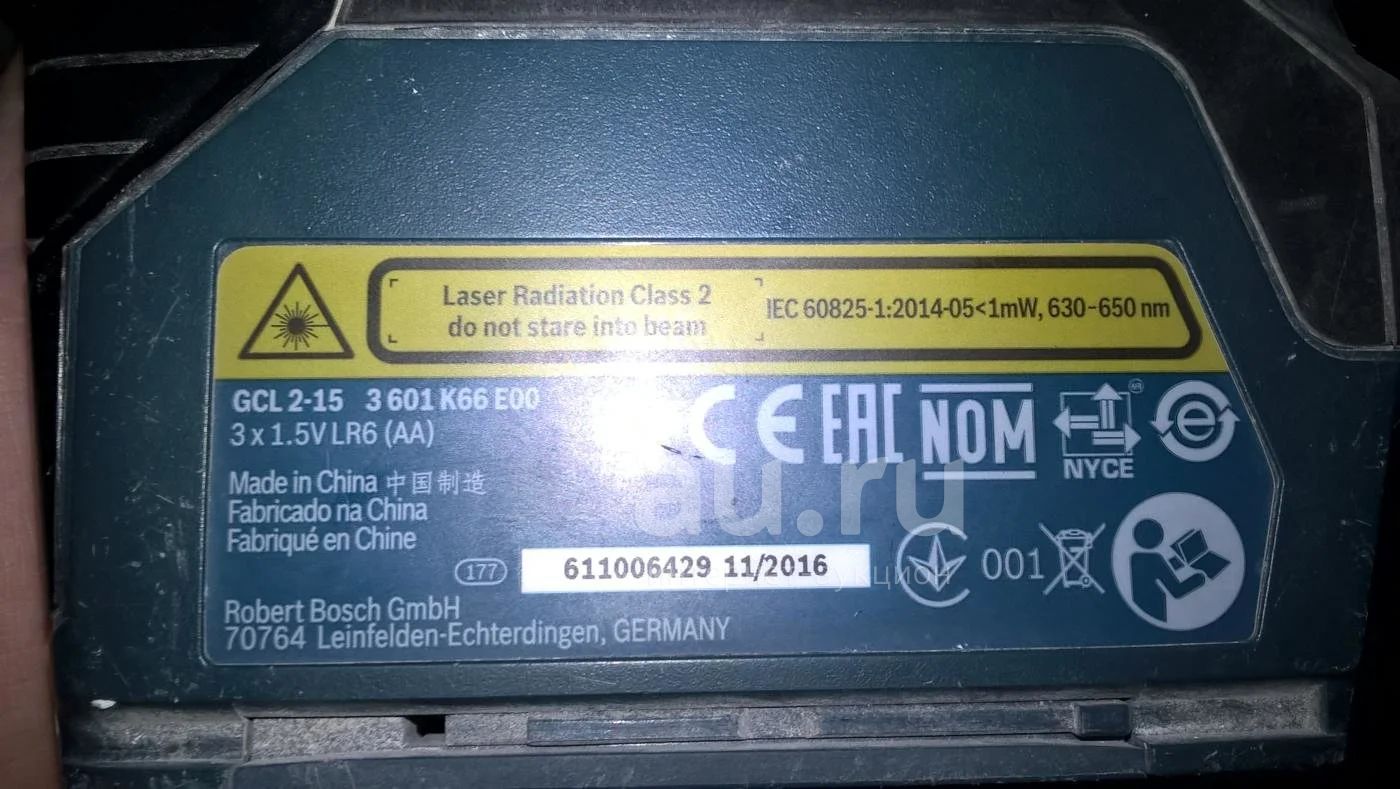 Laser Radiation Class 2
do not stare into beam
IEC 60825-1:2014-05<1mW, 630-650 nm
GCL 2-15 3 601 K66 E00
3 x 1.5V LR6 (AA)
CE EAC NOM
NYCE
e
Made in China 中国制造
Fabricado na China
Fabriqué en Chine
au.ru
177
611006429 11/2016
001
Robert Bosch GmbH
70764 Leinfelden-Echterdingen, GERMANY